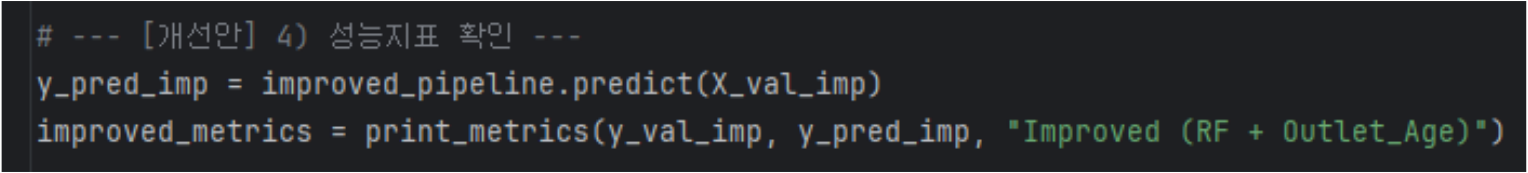 # --- [개선안] 4) 성능지표 확인 ---
y_pred_imp = improved_pipeline.predict(X_val_imp)
improved_metrics = print_metrics(y_val_imp, y_pred_imp, "Improved (RF + Outlet_Age)")